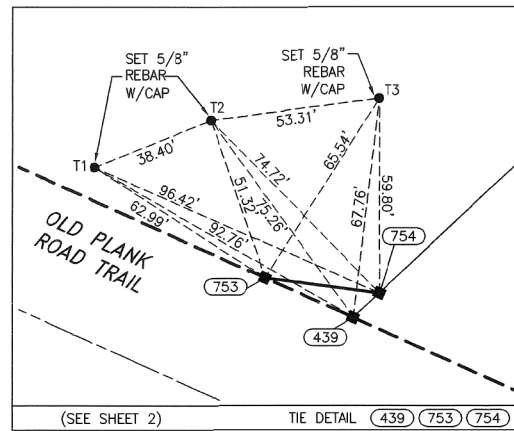 SET 5/8"
REBAR
W/CAP
SET 5/8"
REBAR
W/CAP
T3
T2
T1
38.40'
53.31'
65.54'
74.72'
51.32'
75.26'
96.42'
62.99'
92.76'
67.76'
59.80'
OLD PLANK
ROAD TRAIL
754
753
439
(SEE SHEET 2)
TIE DETAIL 439 753 754